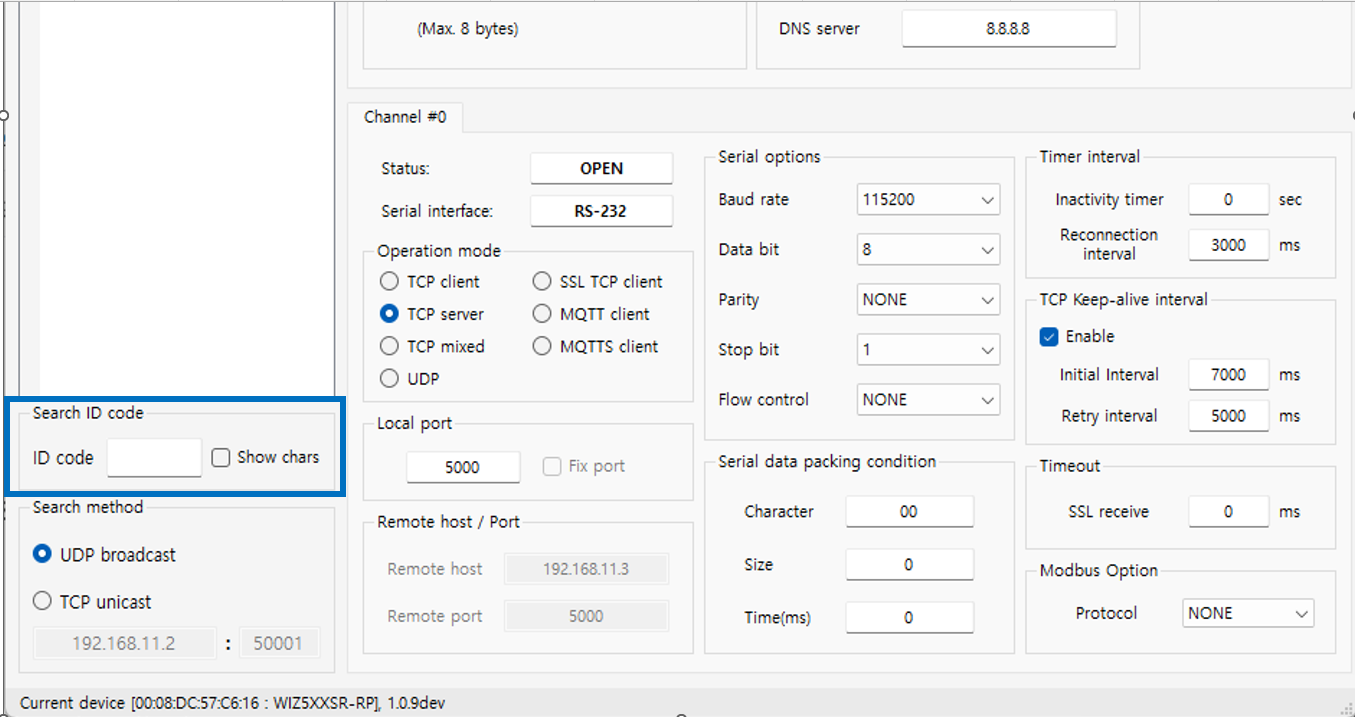 (Max. 8 bytes)
DNS server 8.8.8.8
Channel #0
Status: OPEN
Serial interface: RS-232
Operation mode
TCP client SSL TCP client
TCP server MQTT client
TCP mixed MQTTS client
UDP
Local port
5000 Fix port
Remote host / Port
Remote host 192.168.11.3
Remote port 5000
Serial options
Baud rate 115200
Data bit 8
Parity NONE
Stop bit 1
Flow control NONE
Serial data packing condition
Character 00
Size 0
Time(ms) 0
Timer interval
Inactivity timer 0 sec
Reconnection
interval 3000 ms
TCP Keep-alive interval
Enable
Initial Interval 7000 ms
Retry interval 5000 ms
Timeout
SSL receive 0 ms
Modbus Option
Protocol NONE
Search ID code
ID code Show chars
Search method
UDP broadcast
TCP unicast
192.168.11.2 : 50001
Current device [00:08:DC:57:C6:16 : WIZ5XXSR-RP], 1.0.9dev